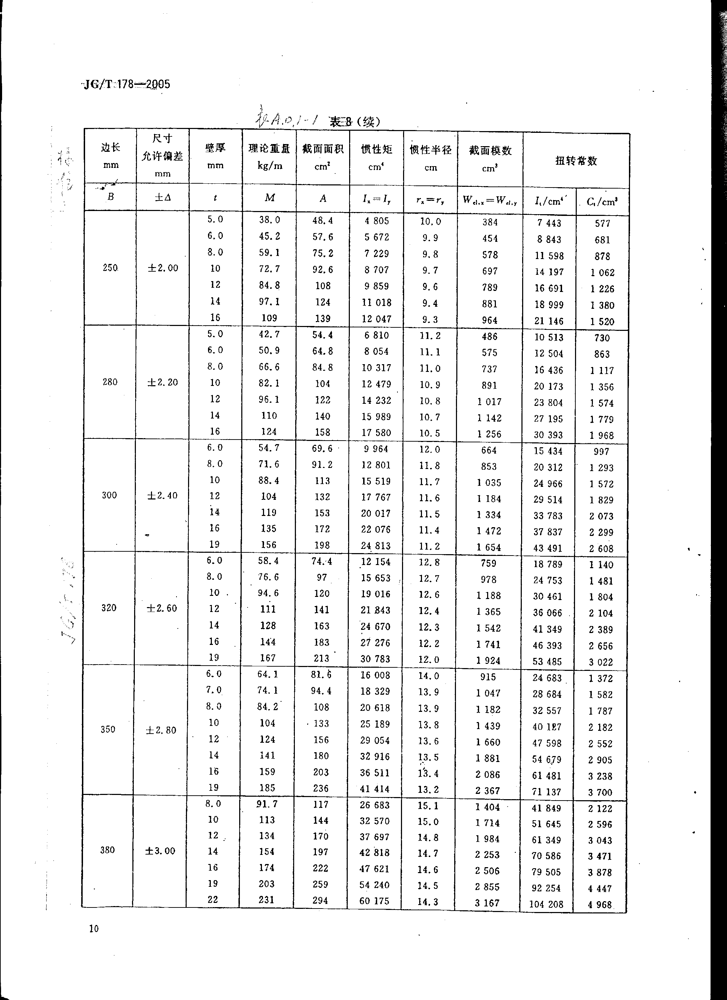 JG/T 178—2005
表A.0.1-1 表8(续)
边长 mm 尺寸 允许偏差 mm 壁厚 mm 理论重量 kg/m 截面面积 cm² 惯性矩 cm⁴ 惯性半径 cm 截面模数 cm³ 扭转常数
B ±Δ t M A Ix=Iy rx=ry Wel,x=Wel,y It/cm⁴ Ct/cm³
5.0 38.0 48.4 4 805 10.0 384 7 443 577
6.0 45.2 57.6 5 672 9.9 454 8 843 681
8.0 59.1 75.2 7 229 9.8 578 11 598 878
250 ±2.00 10 72.7 92.6 8 707 9.7 697 14 197 1 062
12 84.8 108 9 859 9.6 789 16 691 1 226
14 97.1 124 11 018 9.4 881 18 999 1 380
16 109 139 12 047 9.3 964 21 146 1 520
5.0 42.7 54.4 6 810 11.2 486 10 513 730
6.0 50.9 64.8 8 054 11.1 575 12 504 863
8.0 66.6 84.8 10 317 11.0 737 16 436 1 117
280 ±2.20 10 82.1 104 12 479 10.9 891 20 173 1 356
12 96.1 122 14 232 10.8 1 017 23 804 1 574
14 110 140 15 989 10.7 1 142 27 195 1 779
16 124 158 17 580 10.5 1 256 30 393 1 968
6.0 54.7 69.6 9 964 12.0 664 15 434 997
8.0 71.6 91.2 12 801 11.8 853 20 312 1 293
10 88.4 113 15 519 11.7 1 035 24 966 1 572
300 ±2.40 12 104 132 17 767 11.6 1 184 29 514 1 829
14 119 153 20 017 11.5 1 334 33 783 2 073
16 135 172 22 076 11.4 1 472 37 837 2 299
19 156 198 24 813 11.2 1 654 43 491 2 608
6.0 58.4 74.4 12 154 12.8 759 18 789 1 140
8.0 76.6 97 15 653 12.7 978 24 753 1 481
10 94.6 120 19 016 12.6 1 188 30 461 1 804
320 ±2.60 12 111 141 21 843 12.4 1 365 36 066 2 104
14 128 163 24 670 12.3 1 542 41 349 2 389
16 144 183 27 276 12.2 1 741 46 393 2 656
19 167 213 30 783 12.0 1 924 53 485 3 022
6.0 64.1 81.6 16 008 14.0 915 24 683 1 372
7.0 74.1 94.4 18 329 13.9 1 047 28 684 1 582
8.0 84.2 108 20 618 13.9 1 182 32 557 1 787
350 ±2.80 10 104 133 25 189 13.8 1 439 40 127 2 182
12 124 156 29 054 13.6 1 660 47 598 2 552
14 141 180 32 916 13.5 1 881 54 679 2 905
16 159 203 36 511 13.4 2 086 61 481 3 238
19 185 236 41 414 13.2 2 367 71 137 3 700
8.0 91.7 117 26 683 15.1 1 404 41 849 2 122
10 113 144 32 570 15.0 1 714 51 645 2 596
12 134 170 37 697 14.8 1 984 61 349 3 043
380 ±3.00 14 154 197 42 818 14.7 2 253 70 586 3 471
16 174 222 47 621 14.6 2 506 79 505 3 878
19 203 259 54 240 14.5 2 855 92 254 4 447
22 231 294 60 175 14.3 3 167 104 208 4 968
JG/T 178
10